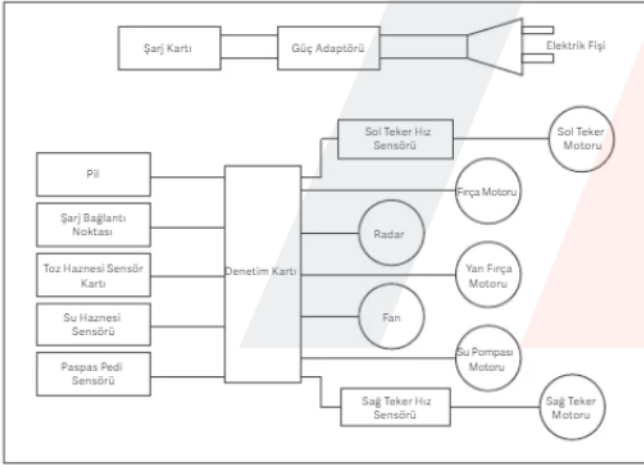 Şarj Kartı
Güç Adaptörü
Elektrik Fişi
Sol Teker Hız
Sensörü
Sol Teker
Motoru
Pil
Fırça Motoru
Şarj Bağlantı
Noktası
Radar
Toz Haznesi Sensör
Kartı
Denetim Kartı
Yan Fırça
Motoru
Su Haznesi
Sensörü
Fan
Su Pompası
Motoru
Paspas Pedi
Sensörü
Sağ Teker Hız
Sensörü
Sağ Teker
Motoru